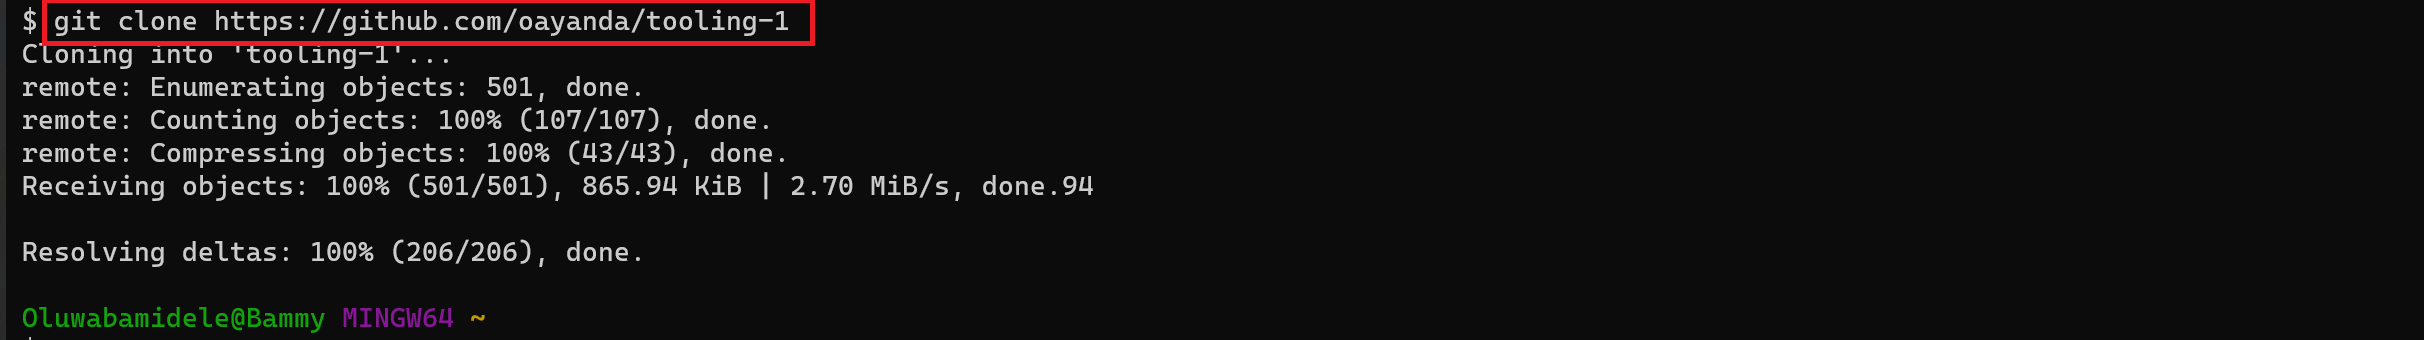 $ git clone https://github.com/oayanda/tooling-1
Cloning into 'tooling-1'...
remote: Enumerating objects: 501, done.
remote: Counting objects: 100% (107/107), done.
remote: Compressing objects: 100% (43/43), done.
Receiving objects: 100% (501/501), 865.94 KiB | 2.70 MiB/s, done.94
Resolving deltas: 100% (206/206), done.
Oluwabamidele@Bammy MINGW64 ~